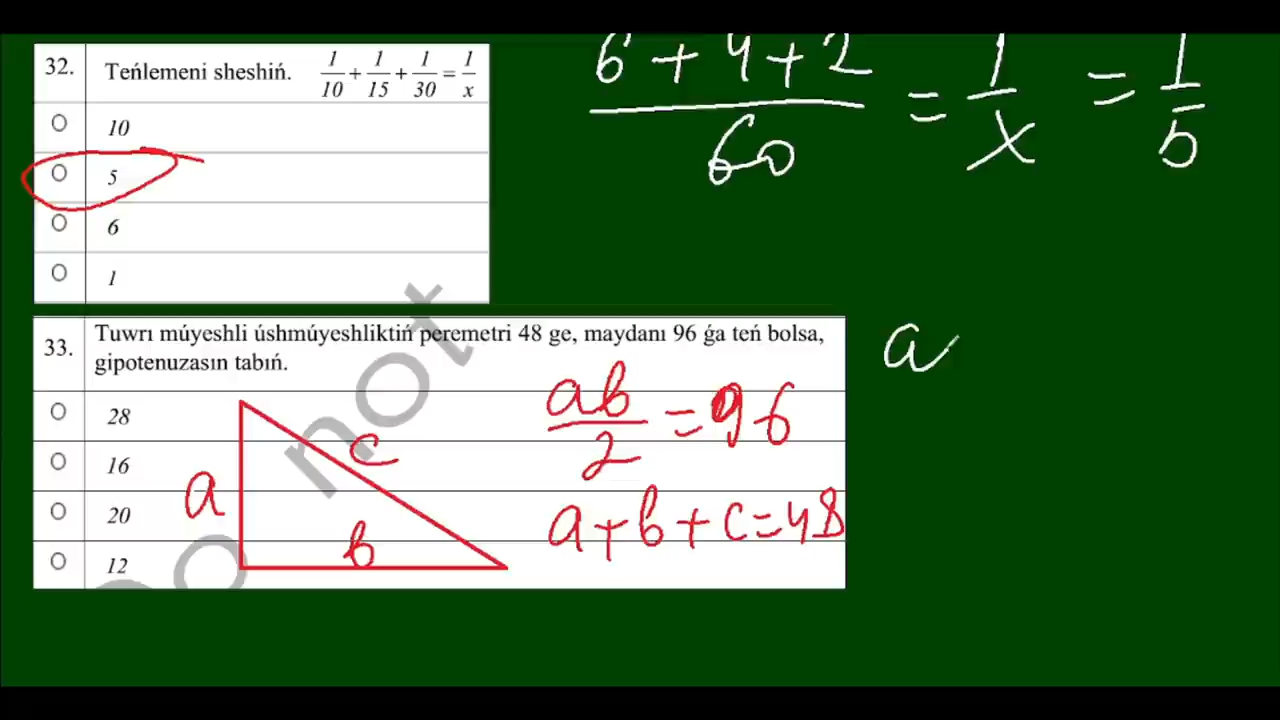 32. Teńlemeni sheshiń. 1/10 + 1/15 + 1/30 = 1/x
10
5
6
1
6 + 4 + 2 / 60 = 1 / x = 1 / 5
33. Tuwrı múyeshli úshmúyeshliktiń peremetri 48 ge, maydanı 96 ǵa teń bolsa,
gipotenuzasın tabıń.
28
16
20
12
a
b
c
ab / 2 = 96
a + b + c = 48
a
not